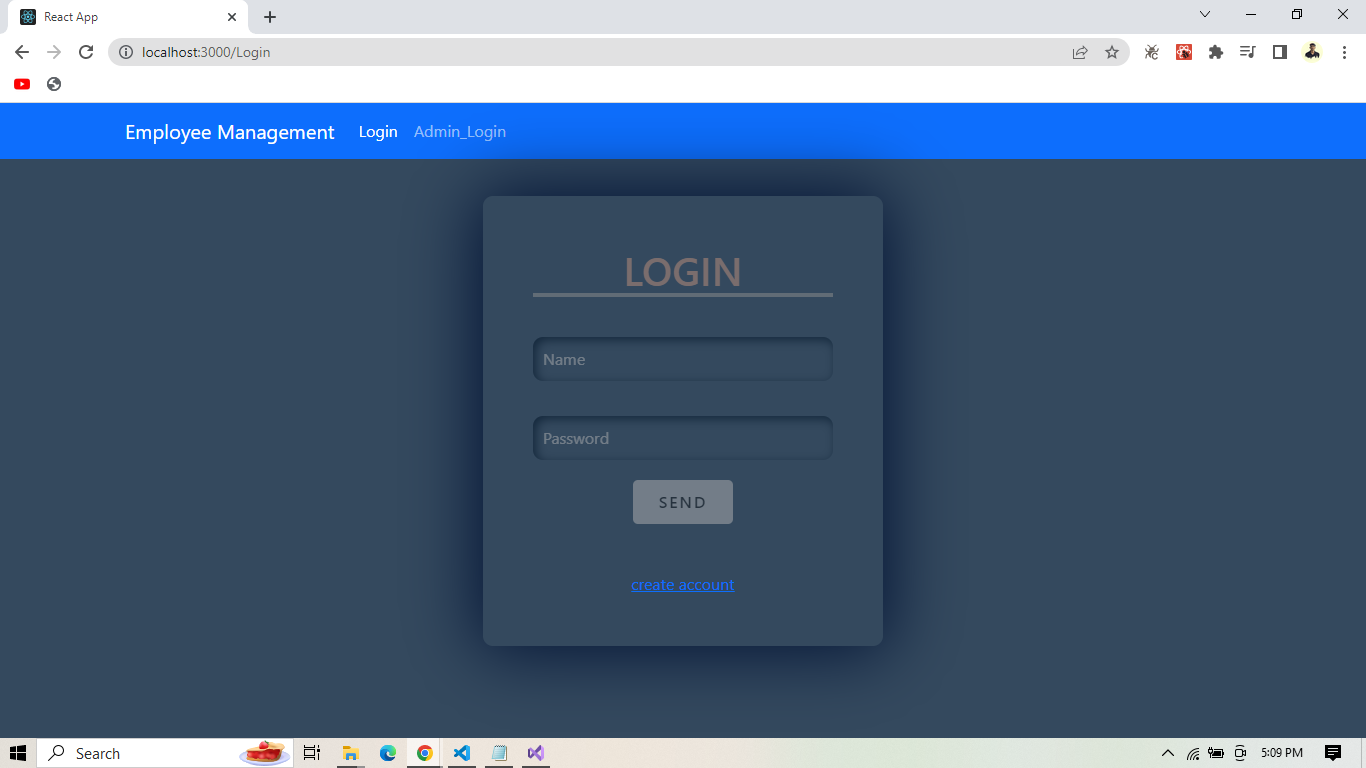 React App
localhost:3000/Login
Employee Management Login Admin_Login
LOGIN
Name
Password
SEND
create account
Search
5:09 PM